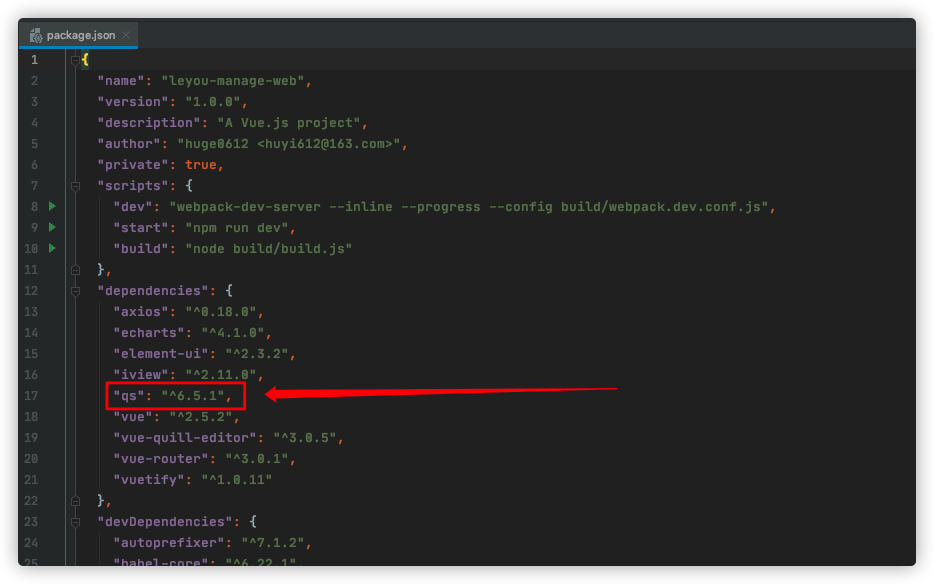 package.json
1 {
2 "name": "leyou-manage-web",
3 "version": "1.0.0",
4 "description": "A Vue.js project",
5 "author": "huge0612 <huyi612@163.com>",
6 "private": true,
7 "scripts": {
8 "dev": "webpack-dev-server --inline --progress --config build/webpack.dev.conf.js",
9 "start": "npm run dev",
10 "build": "node build/build.js"
11 },
12 "dependencies": {
13 "axios": "^0.18.0",
14 "echarts": "^4.1.0",
15 "element-ui": "^2.3.2",
16 "iview": "^2.11.0",
17 "qs": "^6.5.1",
18 "vue": "^2.5.2",
19 "vue-quill-editor": "^3.0.5",
20 "vue-router": "^3.0.1",
21 "vuetify": "^1.0.11"
22 },
23 "devDependencies": {
24 "autoprefixer": "^7.1.2",
25 "babel-core": "^6.22.1"